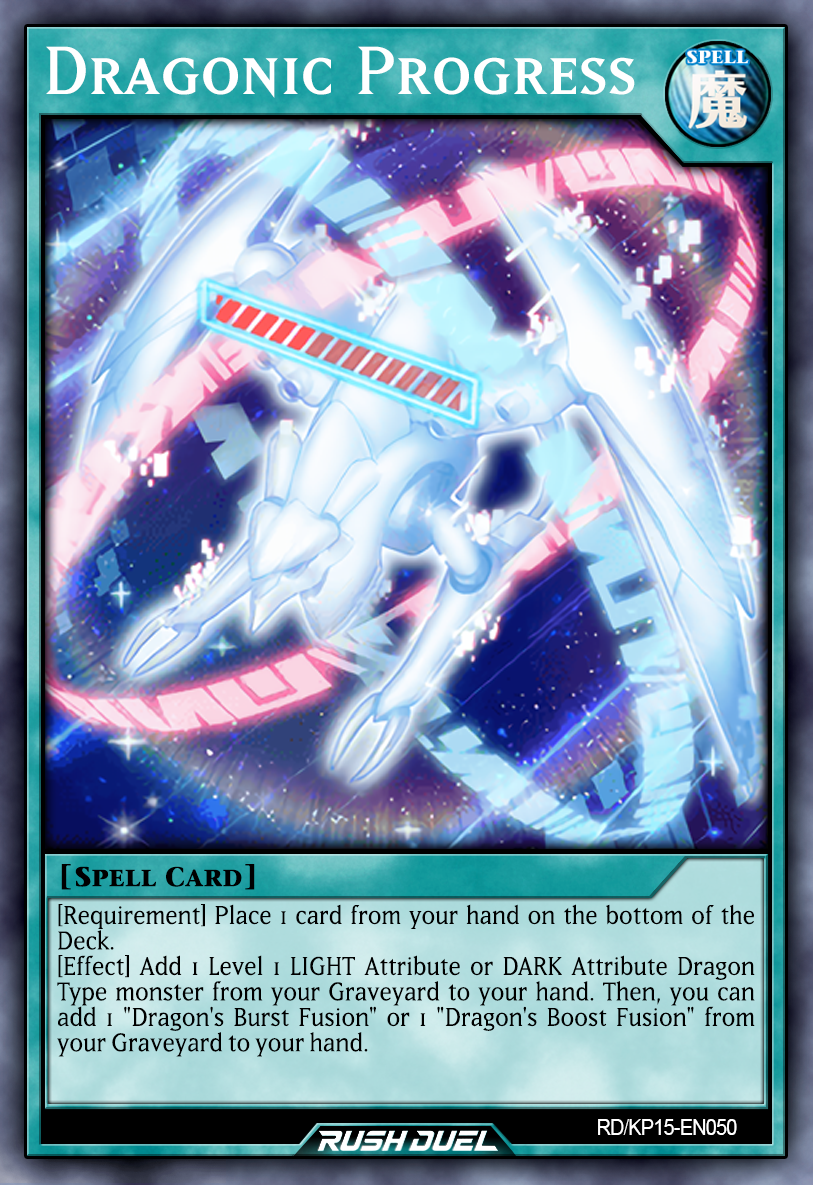 Dragonic Progress
SPELL
魔
[Spell Card]
[Requirement] Place 1 card from your hand on the bottom of the
Deck.
[Effect] Add 1 Level 1 LIGHT Attribute or DARK Attribute Dragon
Type monster from your Graveyard to your hand. Then, you can
add 1 "Dragon's Burst Fusion" or 1 "Dragon's Boost Fusion" from
your Graveyard to your hand.
RD/KP15-EN050
RUSH DUEL